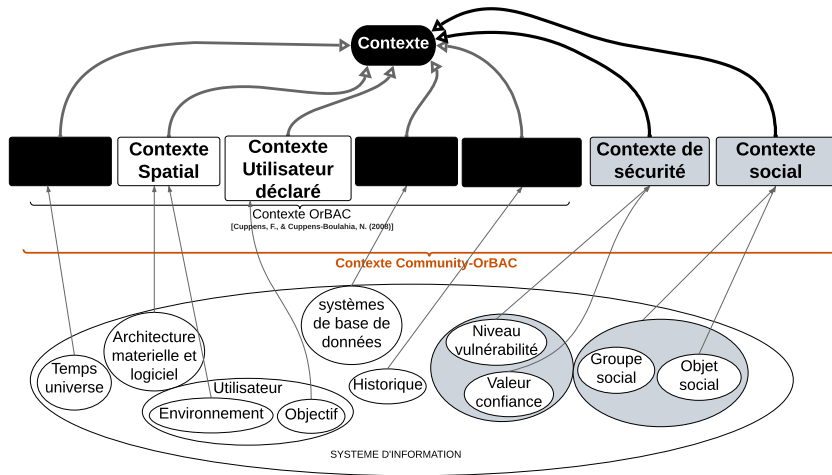 Contexte
Contexte
Spatial
Contexte
Utilisateur
déclaré
Contexte de
sécurité
Contexte
social
Contexte OrBAC
[Cuppens, F., & Cuppens-Boulahia, N. (2008)]
Contexte Community-OrBAC
systèmes
de base de
données
Architecture
materielle et
logiciel
Niveau
vulnérabilité
Temps
universe
Groupe
social
Objet
social
Utilisateur
Historique
Valeur
confiance
Environnement
Objectif
SYSTEME D'INFORMATION